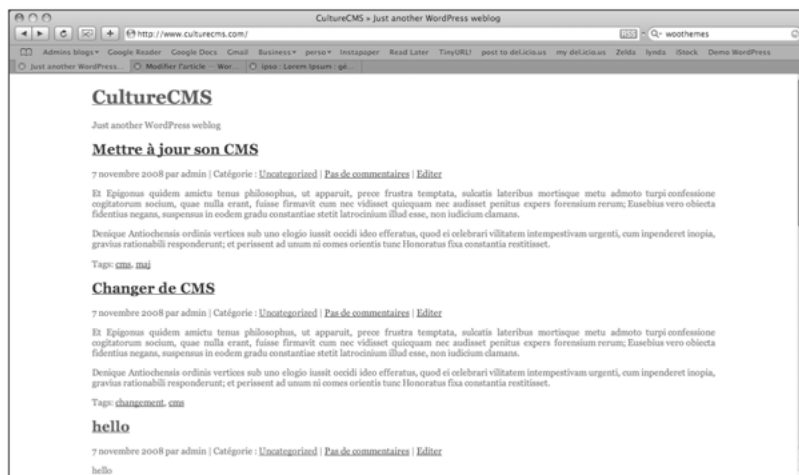 CultureCMS » Just another WordPress weblog
http://www.culturecms.com/
RSS
woothemes
Admins blogs Google Reader Google Docs Gmail Business perso Instapaper Read Later TinyURL! post to del.icio.us my del.icio.us Zelda lynda iStock Demo WordPress
Just another WordPress... Modifier l'article — Wor... ipso : Lorem Ipsum : gé...
CultureCMS
Just another WordPress weblog
Mettre à jour son CMS
7 novembre 2008 par admin | Catégorie : Uncategorized | Pas de commentaires | Editer
Et Epigonus quidem amictu tenus philosophus, ut apparuit, prece frustra temptata, sulcatis lateribus mortisque metu admoto turpi confessione
cogitatorum socium, quae nulla erant, fuisse firmavit cum nec vidisset quicquam nec audisset penitus expers forensium rerum; Eusebius vero obiecta
fidentius negans, suspensus in eodem gradu constantiae stetit latrocinium illud esse, non iudicium clamans.
Denique Antiochensis ordinis vertices sub uno elogio iussit occidi ideo efferatus, quod ei celebrari vilitatem intempestivam urgenti, cum inpenderet inopia,
gravius rationabili responderunt; et perissent ad unum ni comes orientis tunc Honoratus fixa constantia restitisset.
Tags: cms, maj
Changer de CMS
7 novembre 2008 par admin | Catégorie : Uncategorized | Pas de commentaires | Editer
Et Epigonus quidem amictu tenus philosophus, ut apparuit, prece frustra temptata, sulcatis lateribus mortisque metu admoto turpi confessione
cogitatorum socium, quae nulla erant, fuisse firmavit cum nec vidisset quicquam nec audisset penitus expers forensium rerum; Eusebius vero obiecta
fidentius negans, suspensus in eodem gradu constantiae stetit latrocinium illud esse, non iudicium clamans.
Denique Antiochensis ordinis vertices sub uno elogio iussit occidi ideo efferatus, quod ei celebrari vilitatem intempestivam urgenti, cum inpenderet inopia,
gravius rationabili responderunt; et perissent ad unum ni comes orientis tunc Honoratus fixa constantia restitisset.
Tags: changement, cms
hello
7 novembre 2008 par admin | Catégorie : Uncategorized | Pas de commentaires | Editer
hello